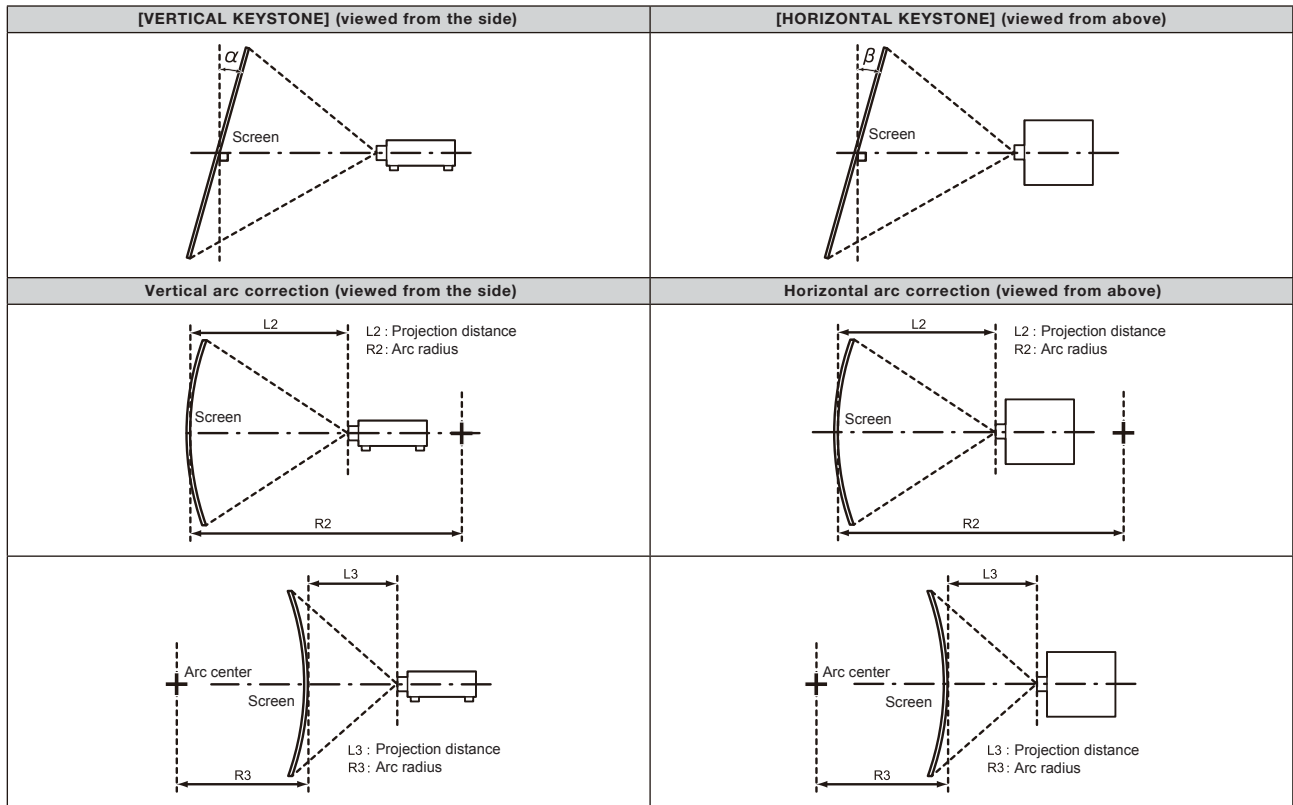 [VERTICAL KEYSTONE] (viewed from the side)
[HORIZONTAL KEYSTONE] (viewed from above)
α
Screen
β
Screen
Vertical arc correction (viewed from the side)
Horizontal arc correction (viewed from above)
L2
L2 : Projection distance
R2 : Arc radius
Screen
R2
L2
L2 : Projection distance
R2 : Arc radius
Screen
R2
L3
Arc center
Screen
L3 : Projection distance
R3 : Arc radius
R3
L3
Arc center
Screen
L3 : Projection distance
R3 : Arc radius
R3